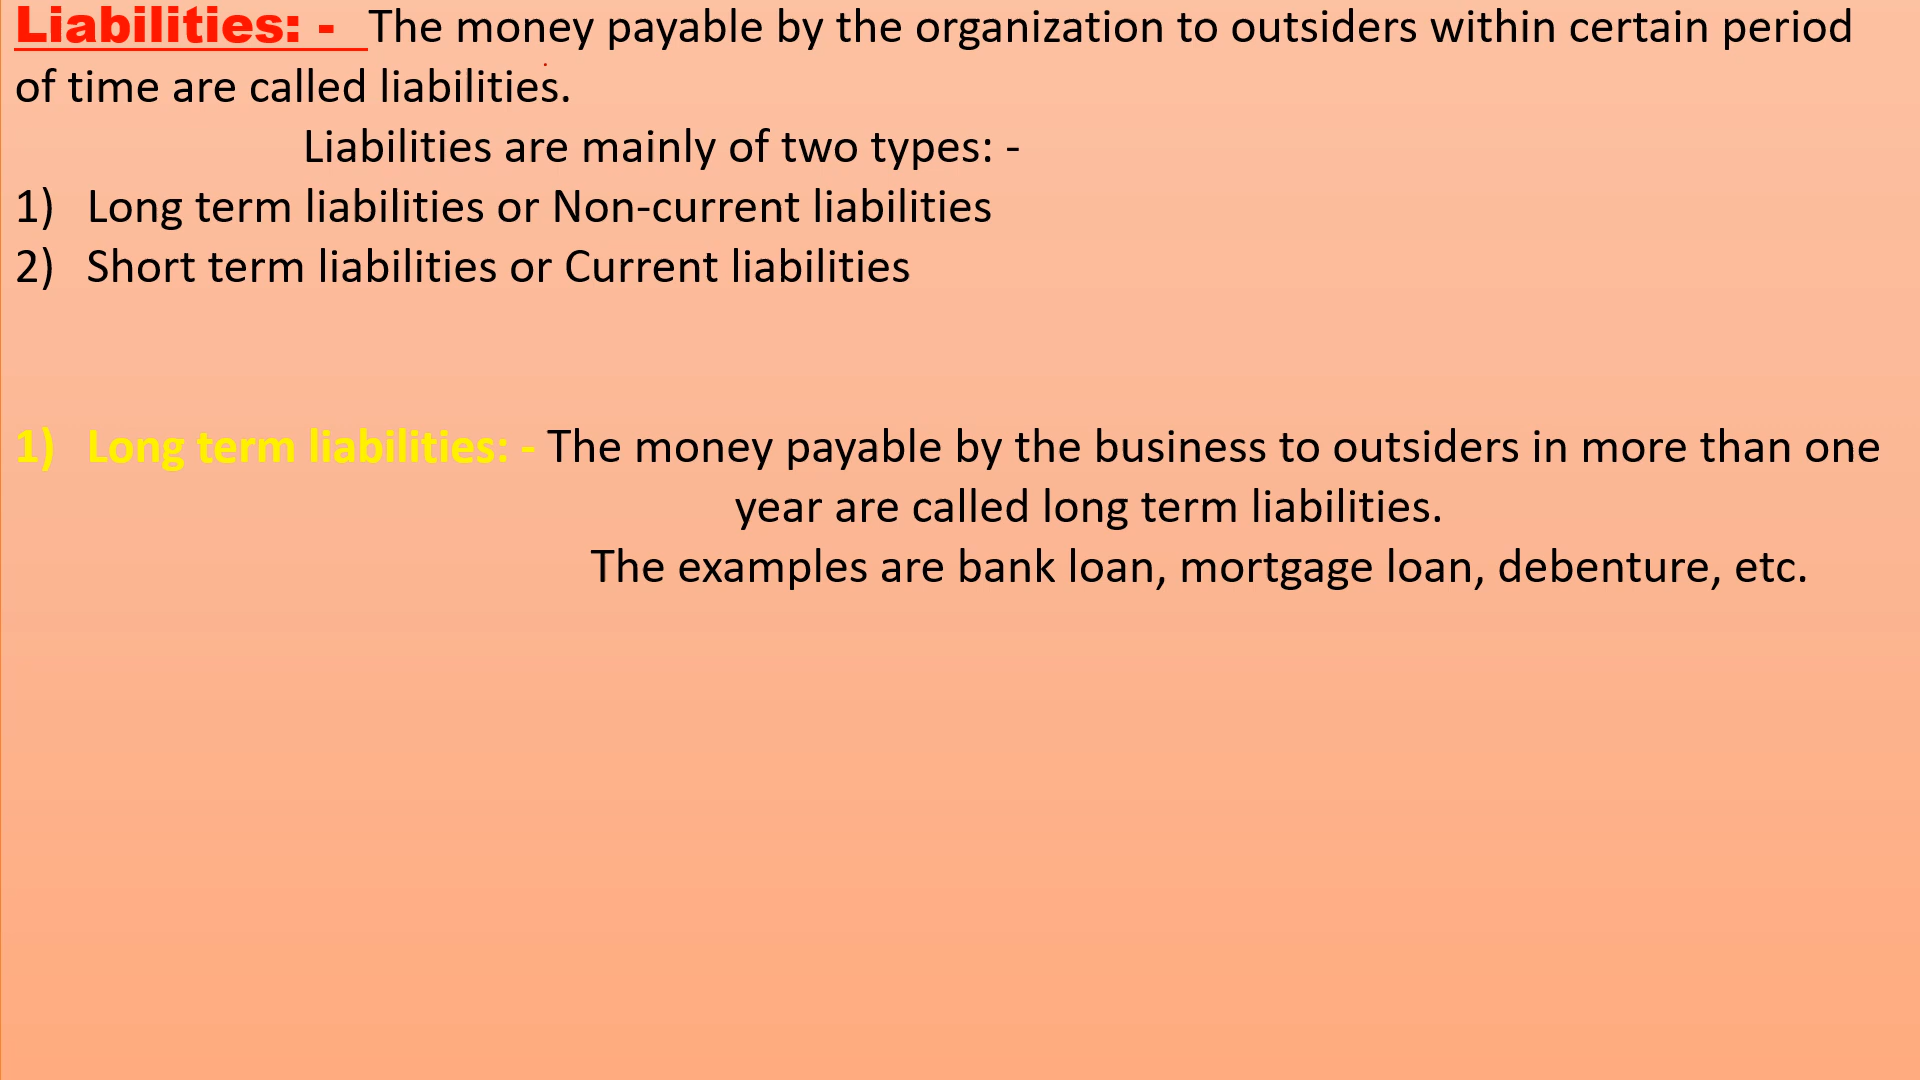 Liabilities: - The money payable by the organization to outsiders within certain period
of time are called liabilities.
Liabilities are mainly of two types: -
1) Long term liabilities or Non-current liabilities
2) Short term liabilities or Current liabilities
1) Long term liabilities: - The money payable by the business to outsiders in more than one
year are called long term liabilities.
The examples are bank loan, mortgage loan, debenture, etc.